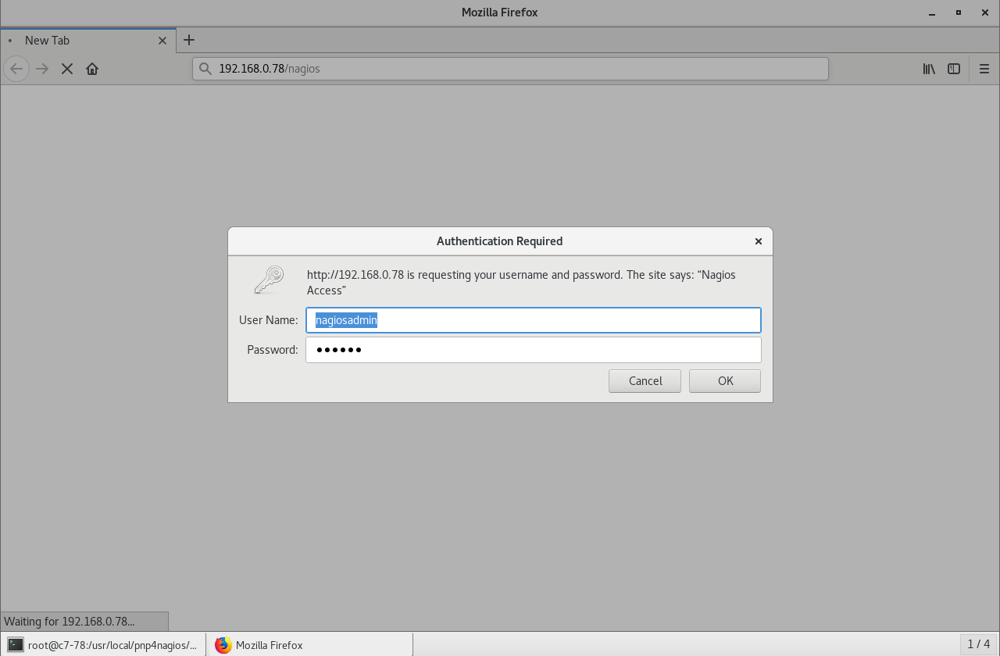 Mozilla Firefox
New Tab
192.168.0.78/nagios
Authentication Required
http://192.168.0.78 is requesting your username and password. The site says: “Nagios
Access”
User Name: nagiosadmin
Password: ••••••
Cancel OK
Waiting for 192.168.0.78...
root@c7-78:/usr/local/pnp4nagios/... Mozilla Firefox 1 / 4